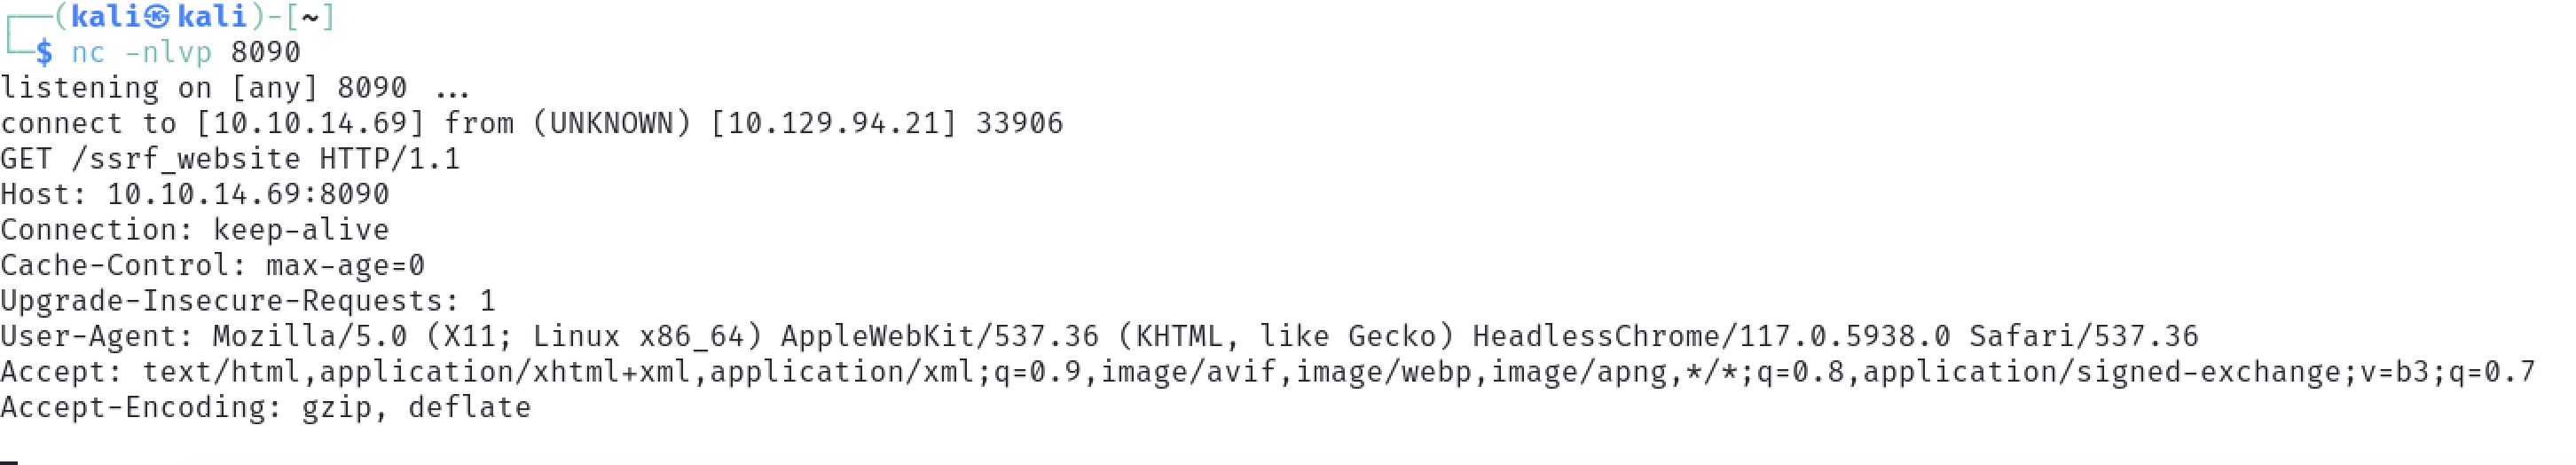 ┌──(kali㉿kali)-[~]
└─$ nc -nlvp 8090
listening on [any] 8090 ...
connect to [10.10.14.69] from (UNKNOWN) [10.129.94.21] 33906
GET /ssrf_website HTTP/1.1
Host: 10.10.14.69:8090
Connection: keep-alive
Cache-Control: max-age=0
Upgrade-Insecure-Requests: 1
User-Agent: Mozilla/5.0 (X11; Linux x86_64) AppleWebKit/537.36 (KHTML, like Gecko) HeadlessChrome/117.0.5938.0 Safari/537.36
Accept: text/html,application/xhtml+xml,application/xml;q=0.9,image/avif,image/webp,image/apng,*/*;q=0.8,application/signed-exchange;v=b3;q=0.7
Accept-Encoding: gzip, deflate